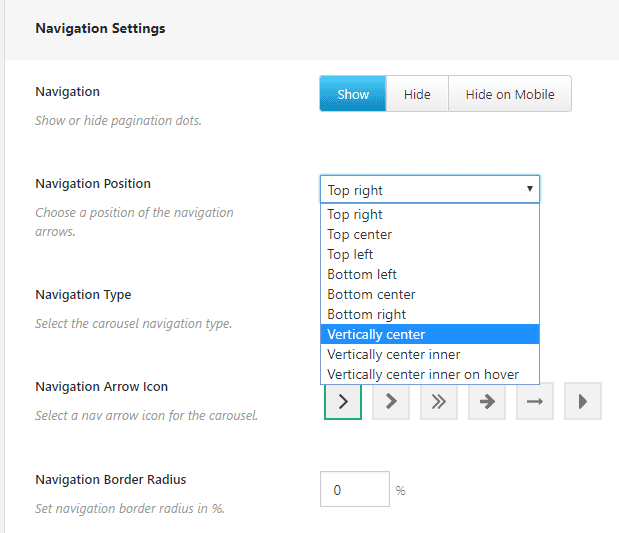 Navigation Settings
Navigation
Show
Hide
Hide on Mobile
Show or hide pagination dots.
Navigation Position
Top right
Choose a position of the navigation
arrows.
Top right
Top center
Top left
Bottom left
Bottom center
Bottom right
Vertically center
Vertically center inner
Vertically center inner on hover
Navigation Type
Select the carousel navigation type.
Navigation Arrow Icon
Select a nav arrow icon for the carousel.
Navigation Border Radius
0 %
Set navigation border radius in %.